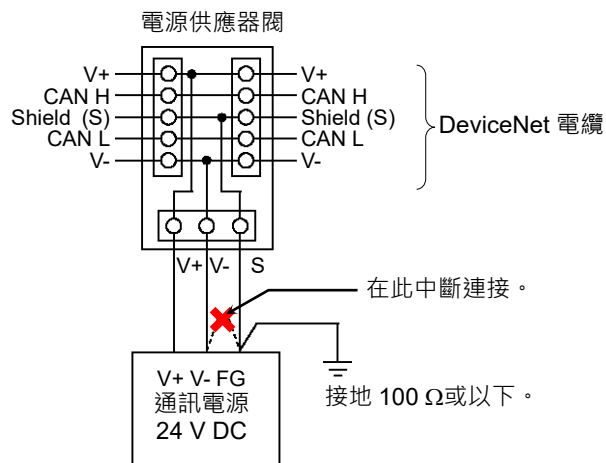 電源供應器閥
V+
CAN H
Shield (S)
CAN L
V-
V+
CAN H
Shield (S)
CAN L
V-
DeviceNet 電纜
V+ V- S
在此中斷連接。
V+ V- FG
通訊電源
24 V DC
接地 100 Ω或以下。